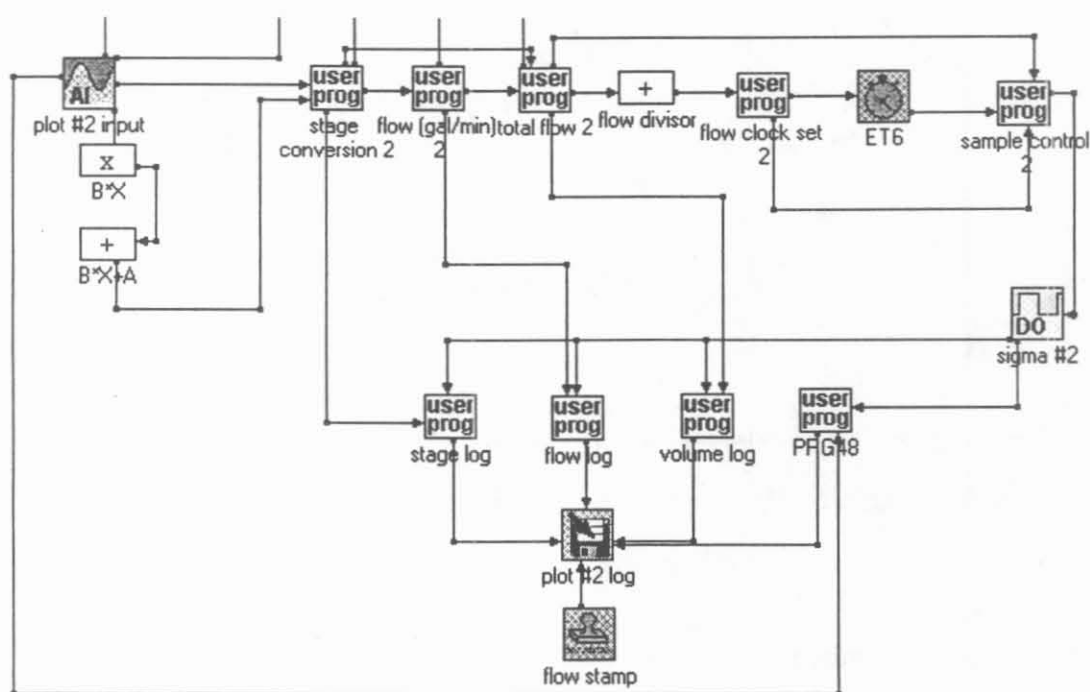 AI
plot #2 input
x
B*X
+
B*X+A
user
prog
stage
conversion 2
user
prog
flow (gal/min)
2
user
prog
total flow 2
+
flow divisor
user
prog
flow clock set
2
ET6
user
prog
sample control
2
DO
sigma #2
user
prog
stage log
user
prog
flow log
user
prog
volume log
user
prog
PRG48
plot #2 log
flow stamp